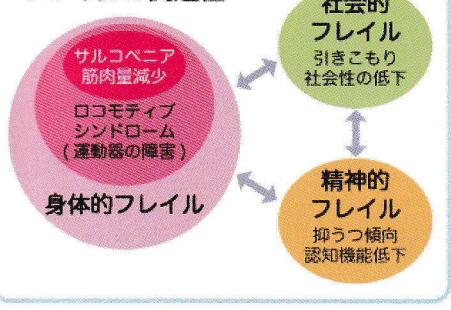 社会的
フレイル
引きこもり
社会性の低下
サルコペニア
筋肉量減少
ロコモティブ
シンドローム
(運動器の障害)
身体的フレイル
精神的
フレイル
抑うつ傾向
認知機能低下